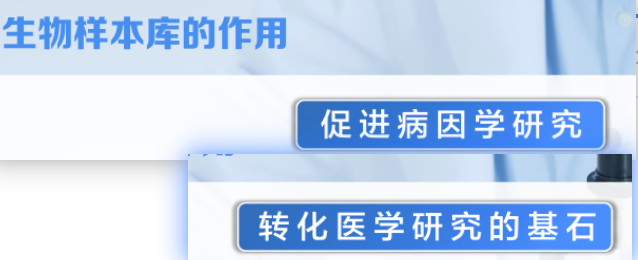 生物样本库的作用
促进病因学研究
转化医学研究的基石